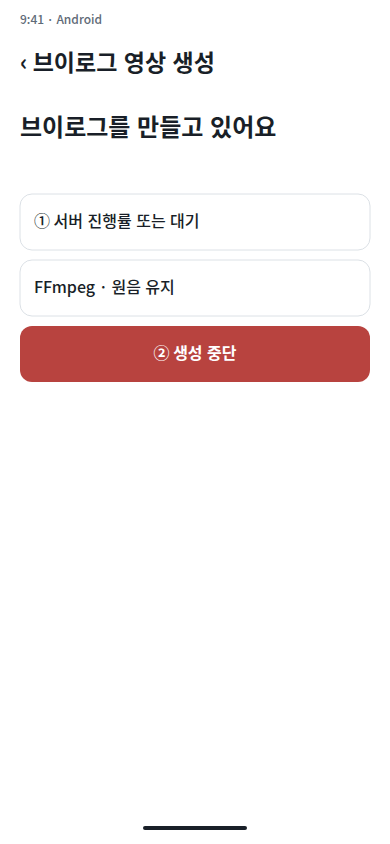 9:41 · Android
‹ 브이로그 영상 생성
브이로그를 만들고 있어요
① 서버 진행률 또는 대기
FFmpeg · 원음 유지
② 생성 중단